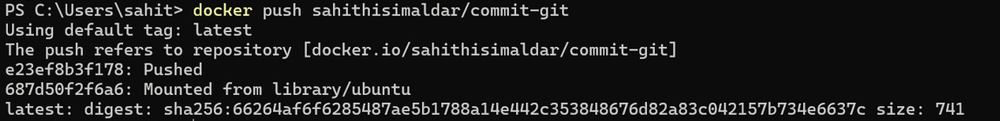 PS C:\Users\sahit> docker push sahithisimaldar/commit-git
Using default tag: latest
The push refers to repository [docker.io/sahithisimaldar/commit-git]
e23ef8b3f178: Pushed
687d50f2f6a6: Mounted from library/ubuntu
latest: digest: sha256:66264af6f6285487ae5b1788a14e442c353848676d82a83c042157b734e6637c size: 741